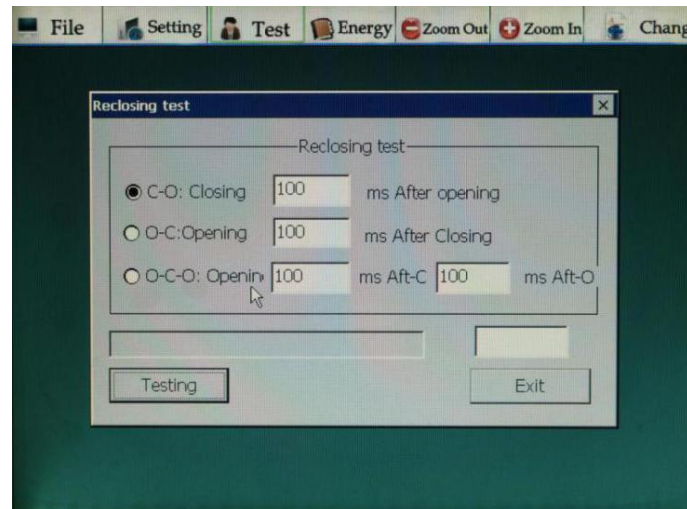 File Setting Test Energy Zoom Out Zoom In Chang
Reclosing test
Reclosing test
C-O: Closing 100 ms After opening
O-C:Opening 100 ms After Closing
O-C-O: Openin 100 ms Aft-C 100 ms Aft-O
Testing Exit